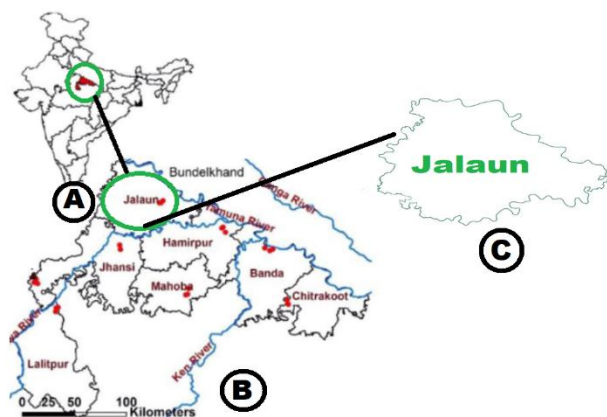 Bundelkhand
A
Jalaun
Jalaun
Ganga River
Yamuna River
C
Hamirpur
Jhansi
Banda
Mahoba
Chitrakoot
River
Ken River
Lalitpur
B
0 25 50 100
Kilometers